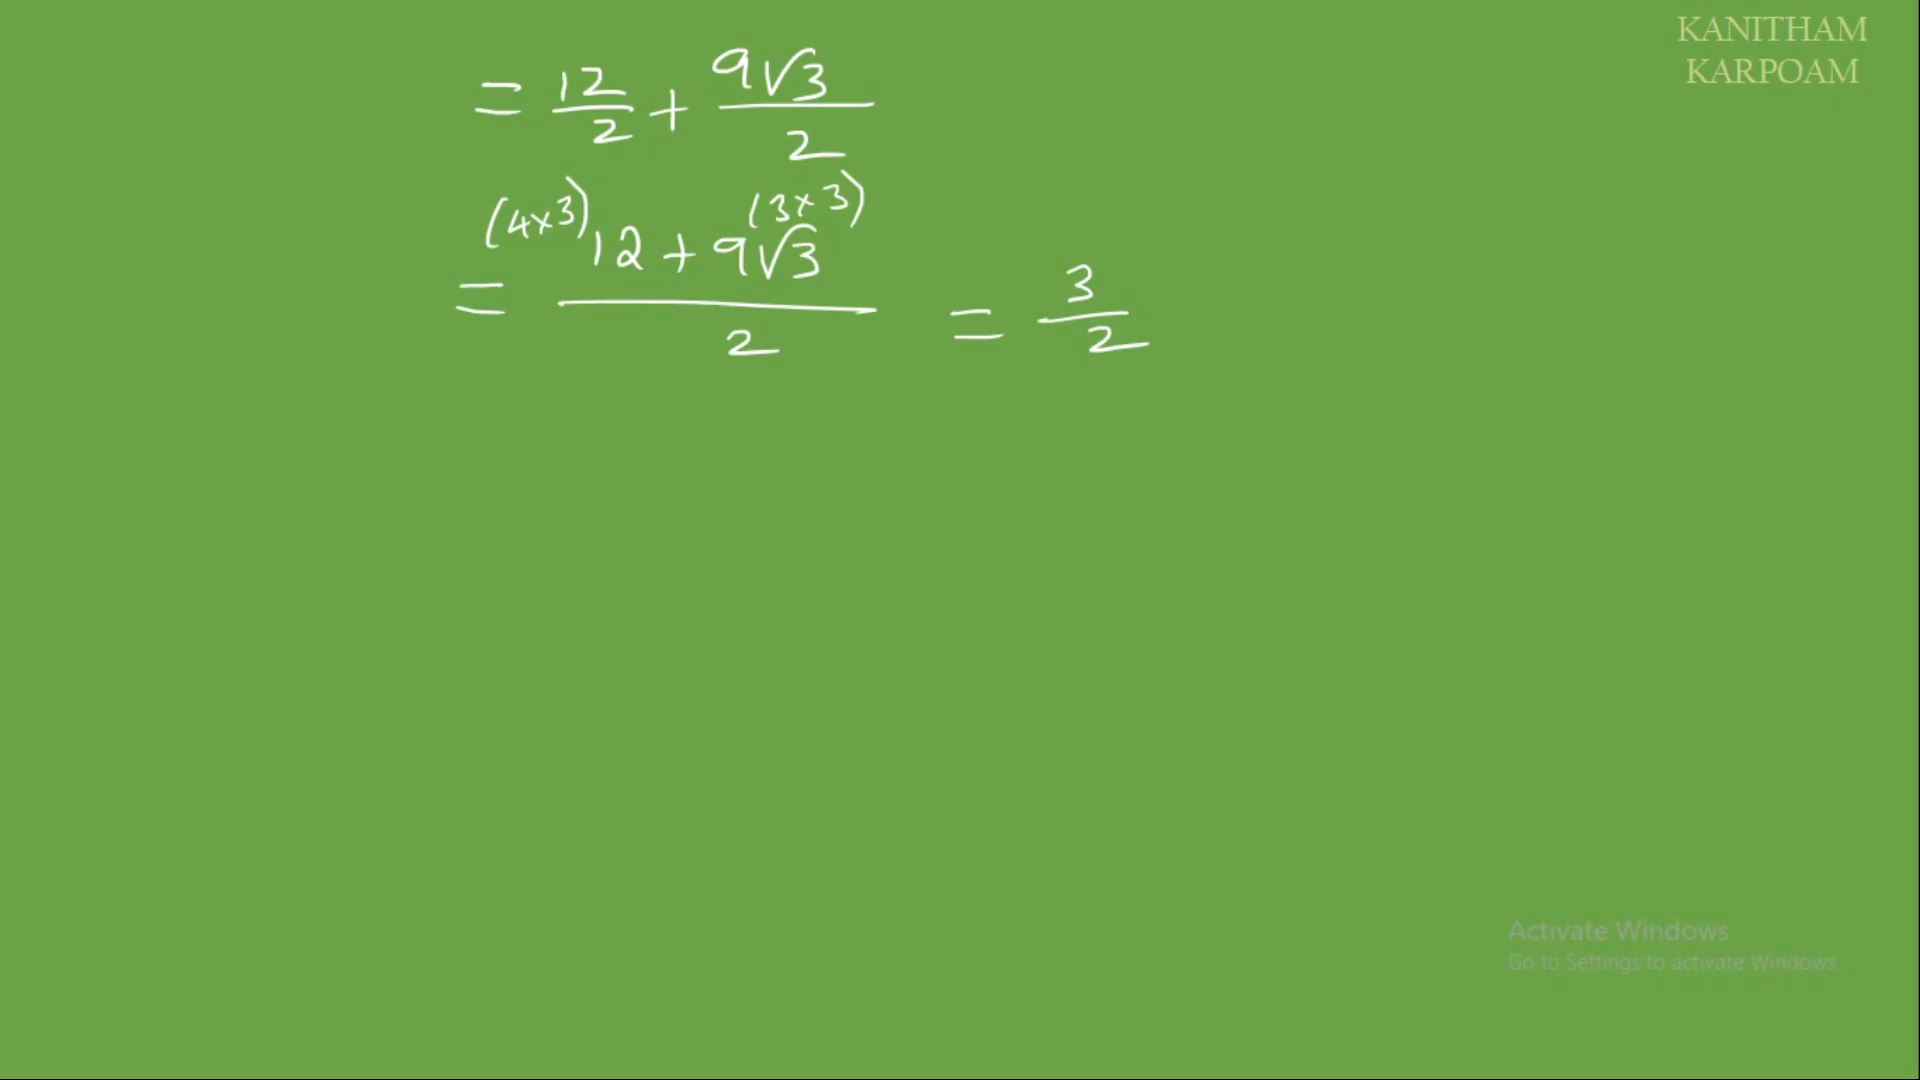 KANITHAM
KARPOAM
= 12/2 + 9√3/2
(4×3) (3×3)
= 12 + 9√3 / 2 = 3/2
Activate Windows
Go to Settings to activate Windows.